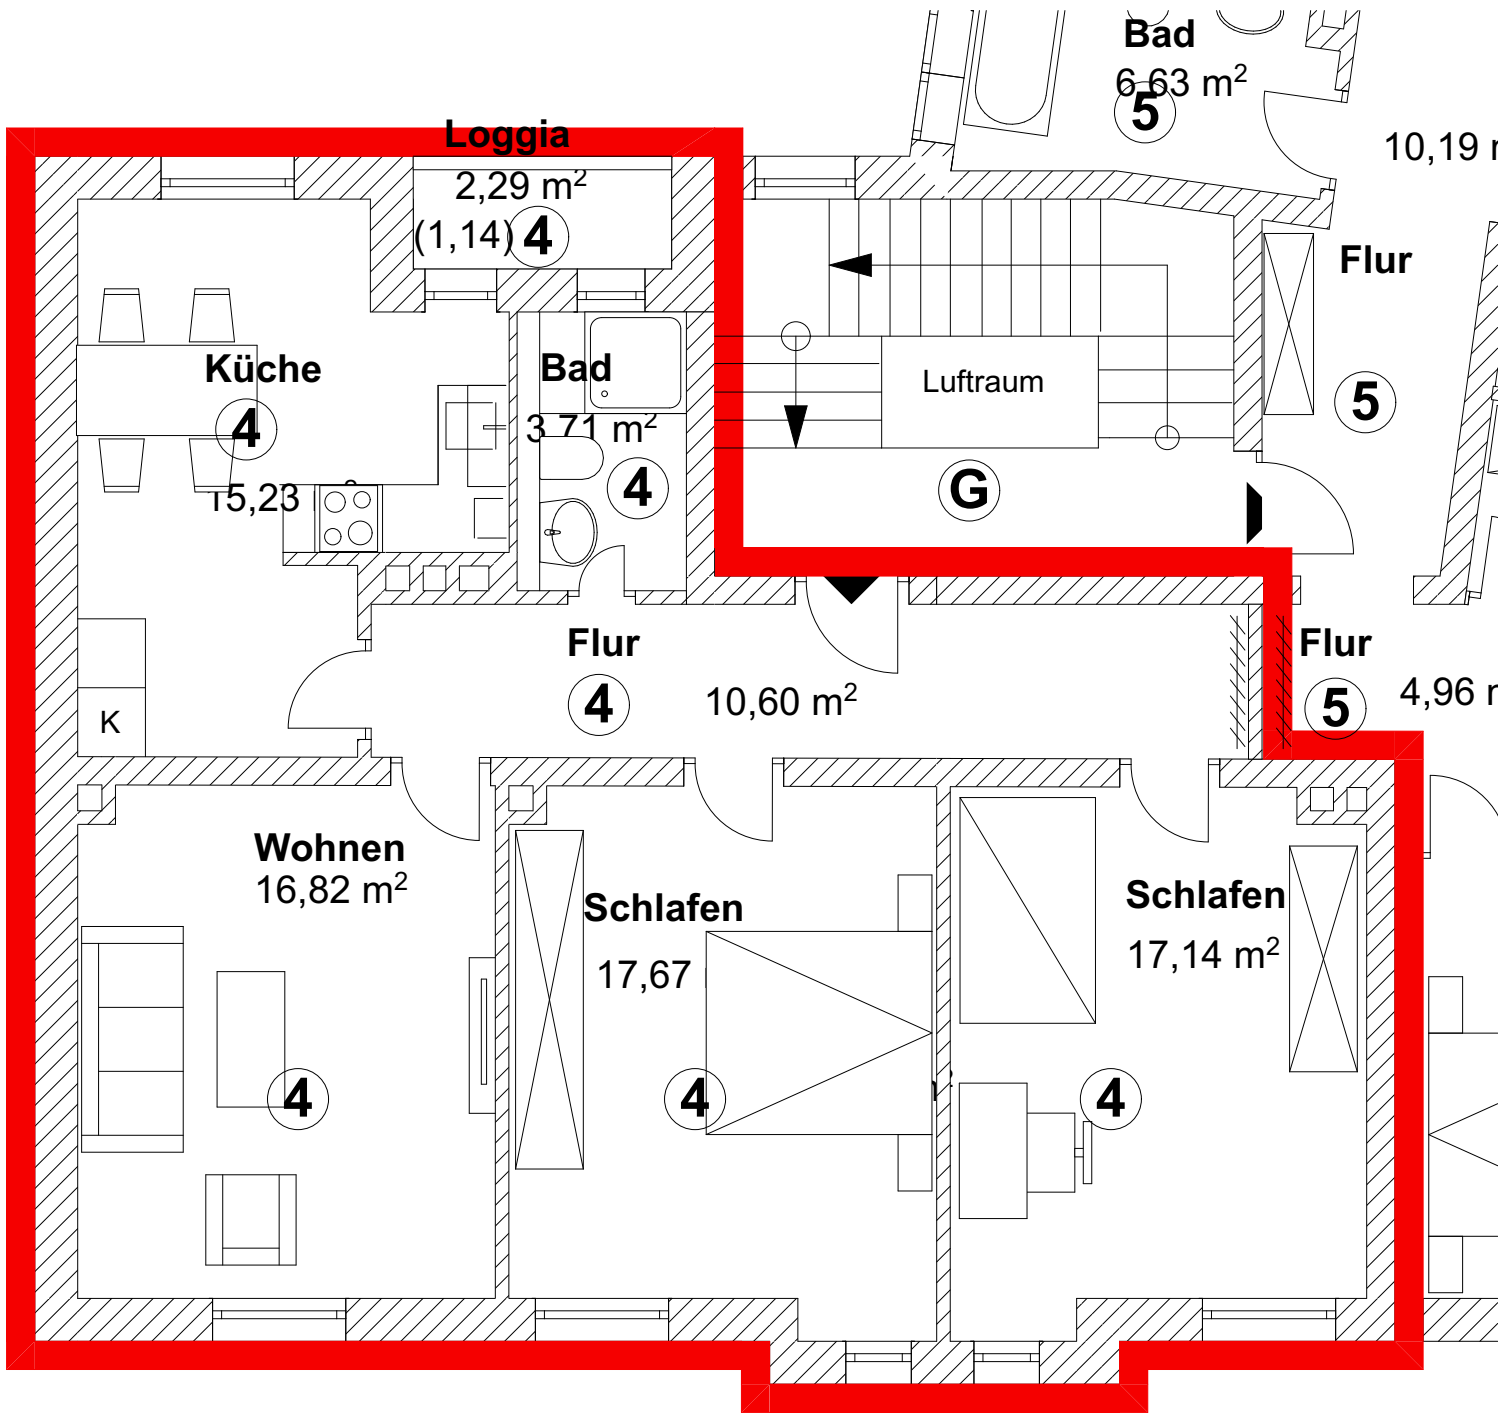 Bad
6,63 m²
5
10,19
Loggia
2,29 m²
(1,14)
4
Flur
5
Küche
4
15,23
Bad
3,71 m²
4
Luftraum
G
Flur
4
10,60 m²
Flur
5
4,96
K
Wohnen
16,82 m²
4
Schlafen
17,67
4
Schlafen
17,14 m²
4